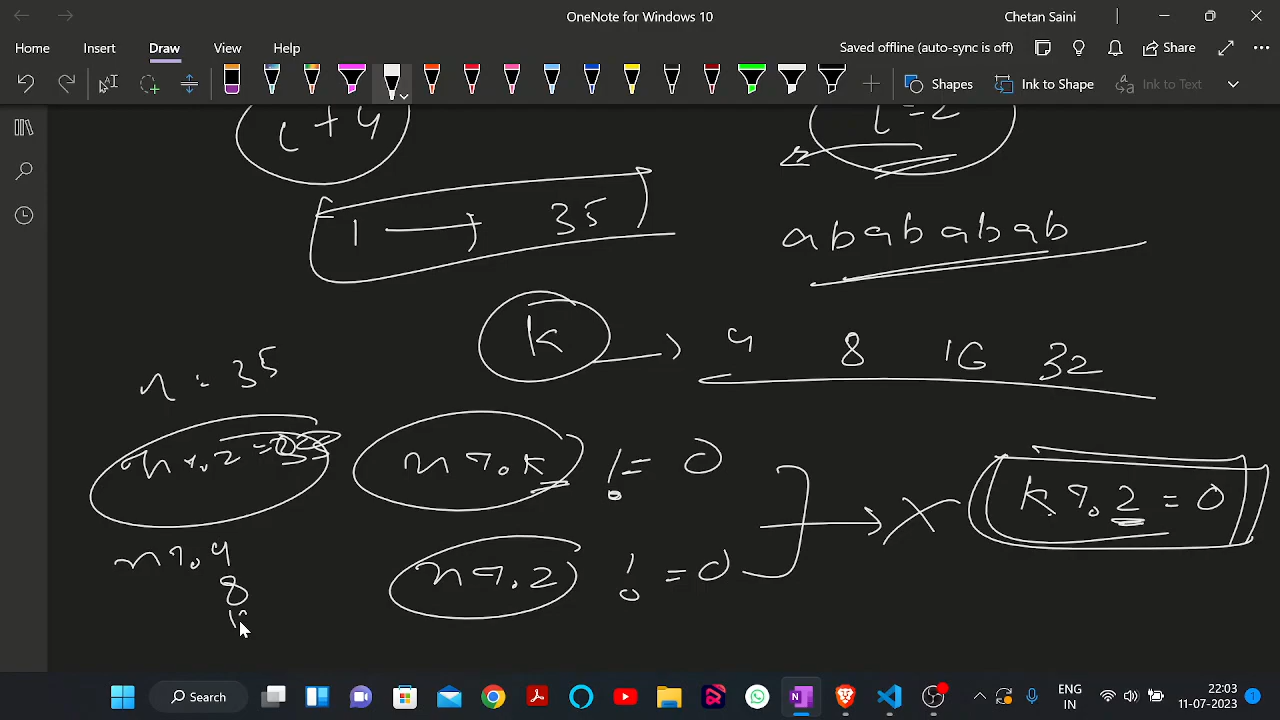 OneNote for Windows 10
Chetan Saini
Home Insert Draw View Help
Saved offline (auto-sync is off)
Share
Shapes
Ink to Shape
Ink to Text
i + 4
i = 2
1 → 35
abababab
K → 4 8 16 32
n : 35
n % 2 =
n % K != 0
K % 2 = 0
n % 4
n % 2 != 0
8
Search
ENG
IN
22:03
11-07-2023
1